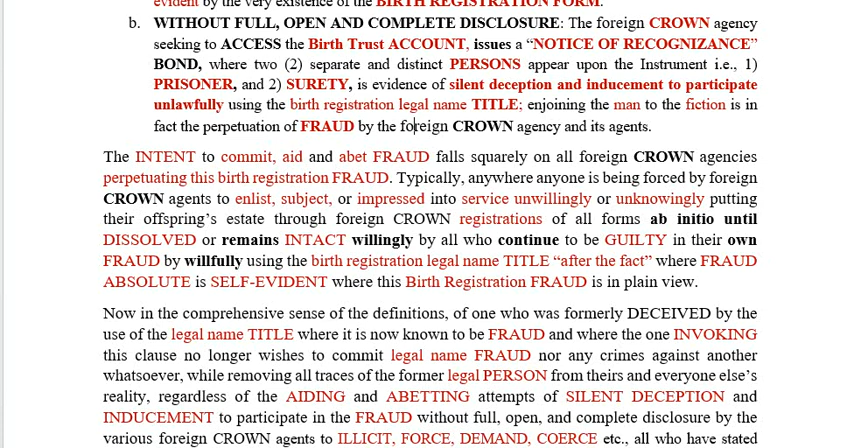 evident by the very existence of the BIRTH REGISTRATION FORM.
b. WITHOUT FULL, OPEN AND COMPLETE DISCLOSURE: The foreign CROWN agency
seeking to ACCESS the Birth Trust ACCOUNT, issues a “NOTICE OF RECOGNIZANCE”
BOND, where two (2) separate and distinct PERSONS appear upon the Instrument i.e., 1)
PRISONER, and 2) SURETY, is evidence of silent deception and inducement to participate
unlawfully using the birth registration legal name TITLE; enjoining the man to the fiction is in
fact the perpetuation of FRAUD by the foreign CROWN agency and its agents.
The INTENT to commit, aid and abet FRAUD falls squarely on all foreign CROWN agencies
perpetuating this birth registration FRAUD. Typically, anywhere anyone is being forced by foreign
CROWN agents to enlist, subject, or impressed into service unwillingly or unknowingly putting
their offspring’s estate through foreign CROWN registrations of all forms ab initio until
DISSOLVED or remains INTACT willingly by all who continue to be GUILTY in their own
FRAUD by willfully using the birth registration legal name TITLE “after the fact” where FRAUD
ABSOLUTE is SELF-EVIDENT where this Birth Registration FRAUD is in plain view.
Now in the comprehensive sense of the definitions, of one who was formerly DECEIVED by the
use of the legal name TITLE where it is now known to be FRAUD and where the one INVOKING
this clause no longer wishes to commit legal name FRAUD nor any crimes against another
whatsoever, while removing all traces of the former legal PERSON from theirs and everyone else’s
reality, regardless of the AIDING and ABETTING attempts of SILENT DECEPTION and
INDUCEMENT to participate in the FRAUD without full, open, and complete disclosure by the
various foreign CROWN agents to ILLICIT, FORCE, DEMAND, COERCE etc., all who have stated